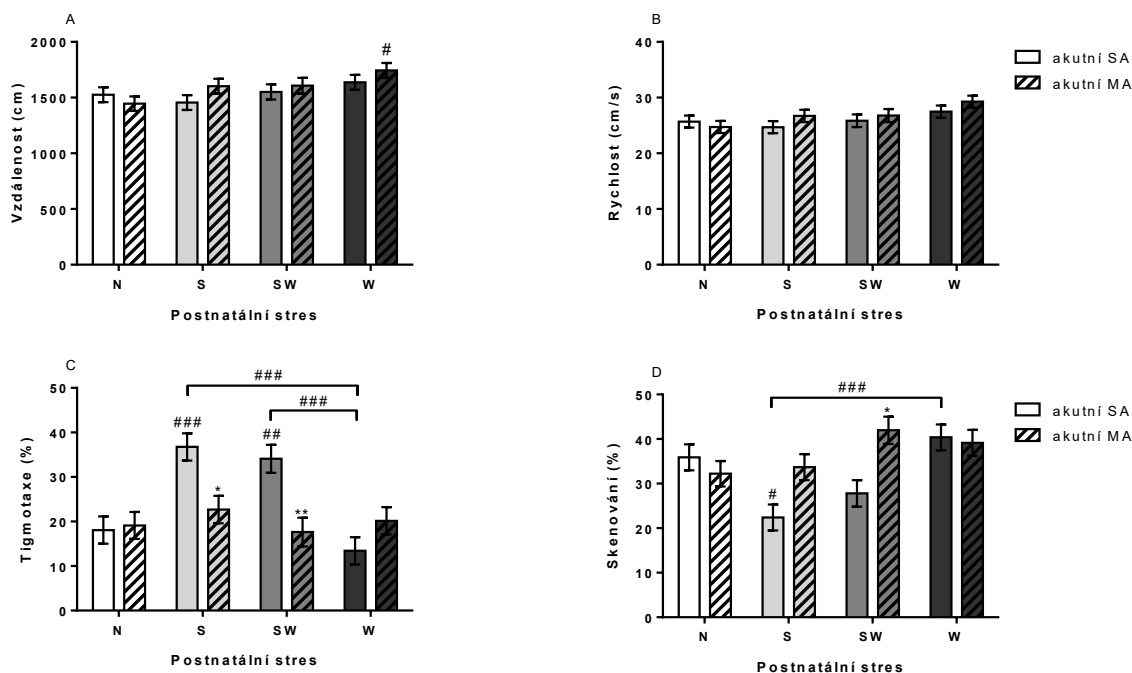 A
Vzdálenost (cm)
2000
1500
1000
500
0
#
N S SW W
Postnatální stres
B
Rychlost (cm/s)
40
30
20
10
0
N S SW W
Postnatální stres
akutní SA
akutní MA
C
Tigmotaxe (%)
50
40
30
20
10
0
###
###
###
##
*
**
N S SW W
Postnatální stres
D
Skenování (%)
50
40
30
20
10
0
###
*
#
N S SW W
Postnatální stres
akutní SA
akutní MA